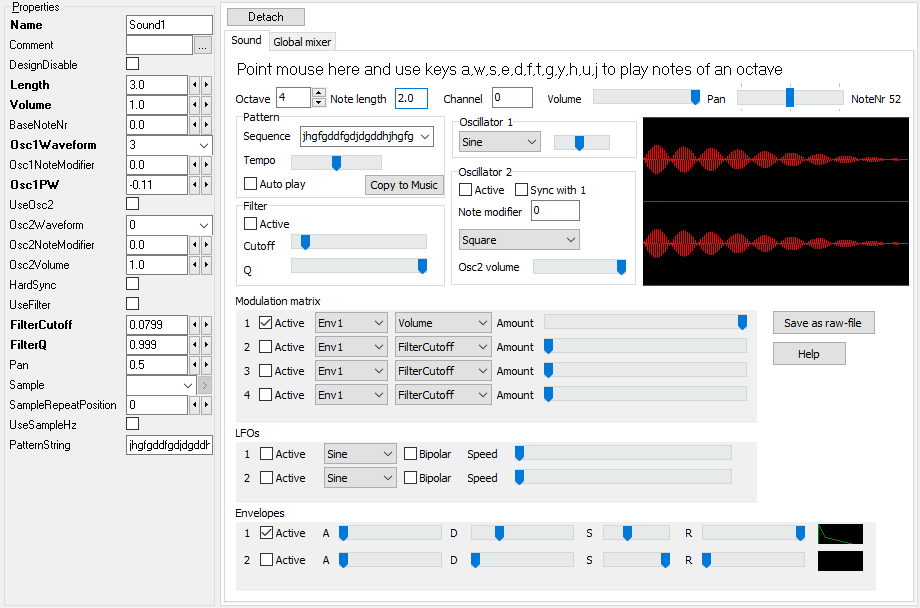 Properties
Name Sound1
Comment ...
DesignDisable
Length 3.0
Volume 1.0
BaseNoteNr 0.0
Osc1Waveform 3
Osc1NoteModifier 0.0
Osc1PW -0.11
UseOsc2
Osc2Waveform 0
Osc2NoteModifier 0.0
Osc2Volume 1.0
HardSync
UseFilter
FilterCutoff 0.0799
FilterQ 0.999
Pan 0.5
Sample
SampleRepeatPosition 0
UseSampleHz
PatternString jhgfgddfgdjdgddh
Detach
Sound Global mixer
Point mouse here and use keys a,w,s,e,d,f,t,g,y,h,u,j to play notes of an octave
Octave 4 Note length 2.0 Channel 0 Volume Pan NoteNr 52
Pattern
Sequence jhgfgddfgdjdgddhjhgfg
Tempo
Auto play Copy to Music
Filter
Active
Cutoff
Q
Oscillator 1
Sine
Oscillator 2
Active Sync with 1
Note modifier 0
Square
Osc2 volume
Modulation matrix
1 Active Env1 Volume Amount
2 Active Env1 FilterCutoff Amount
3 Active Env1 FilterCutoff Amount
4 Active Env1 FilterCutoff Amount
Save as raw-file
Help
LFOs
1 Active Sine Bipolar Speed
2 Active Sine Bipolar Speed
Envelopes
1 Active A D S R
2 Active A D S R